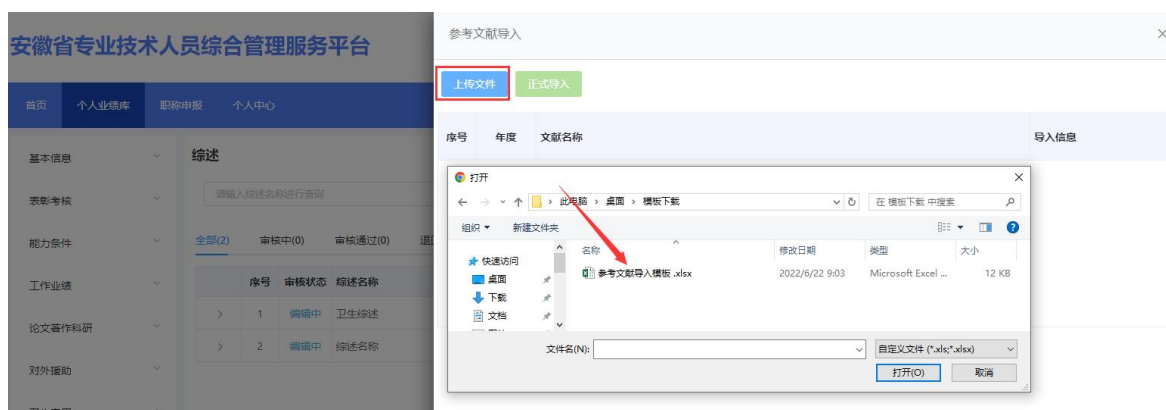 安徽省专业技术人员综合管理服务平台
首页 个人业绩库 职称申报 个人中心
基本信息
表彰考核
能力条件
工作业绩
论文著作科研
对外援助
综述
请输入综述名称进行查询
全部(2) 审核中(0) 审核通过(0)
序号 审核状态 综述名称
1 编辑中 卫生综述
2 编辑中 综述名称
参考文献导入
上传文件 正式导入
序号 年度 文献名称 导入信息
打开
此电脑 > 桌面 > 模板下载
在 模板下载 中搜索
组织 新建文件夹
名称 修改日期 类型 大小
快速访问
桌面
下载
文档
参考文献导入模板 .xlsx 2022/6/22 9:03 Microsoft Excel ... 12 KB
文件名(N): 自定义文件 (*.xls;*.xlsx)
打开(O) 取消